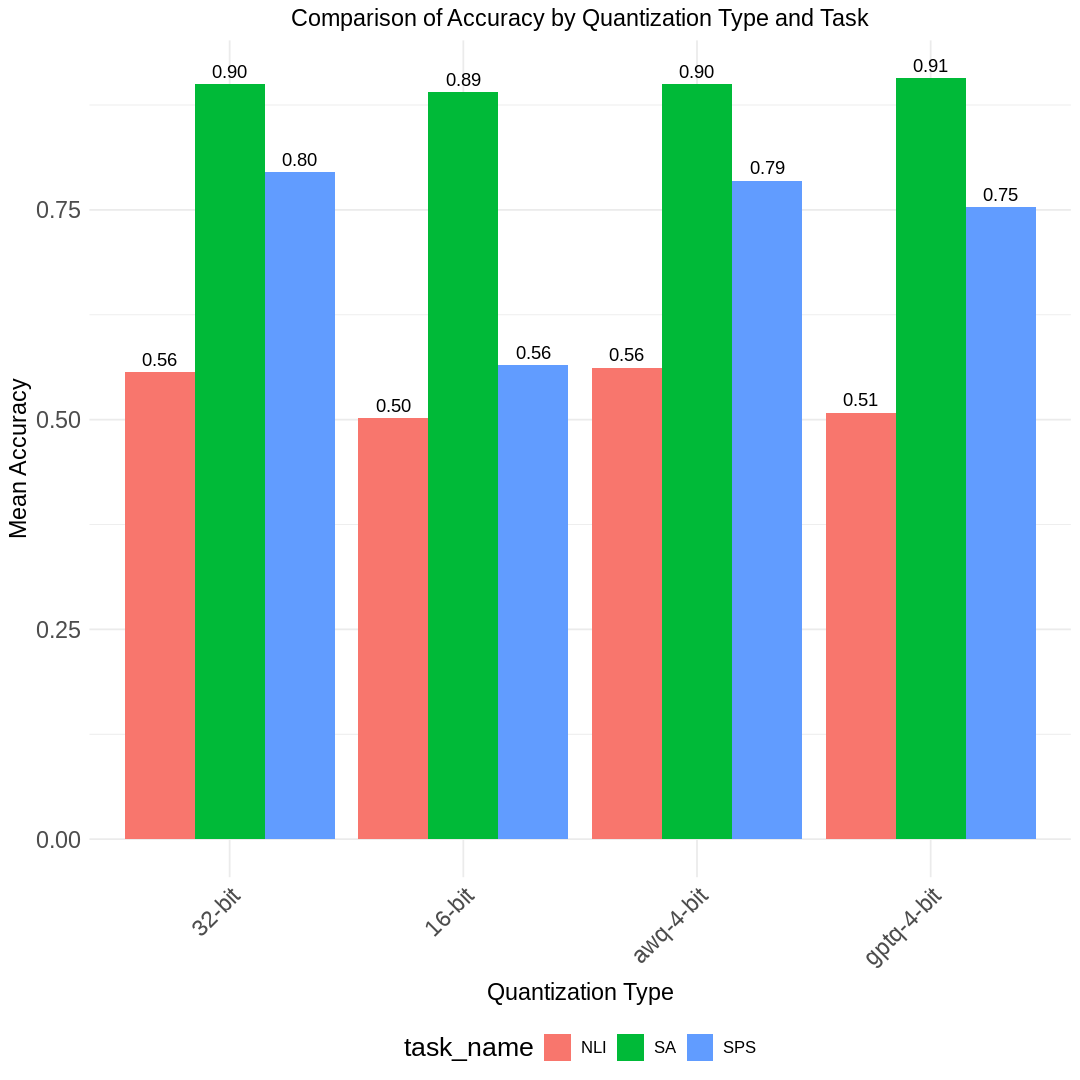 Comparison of Accuracy by Quantization Type and Task
0.90
0.89
0.90
0.91
0.80
0.79
0.75
0.56
0.50
0.56
0.56
0.51
0.75
0.50
0.25
0.00
Mean Accuracy
32-bit
16-bit
awq-4-bit
gptq-4-bit
Quantization Type
task_name NLI SA SPS